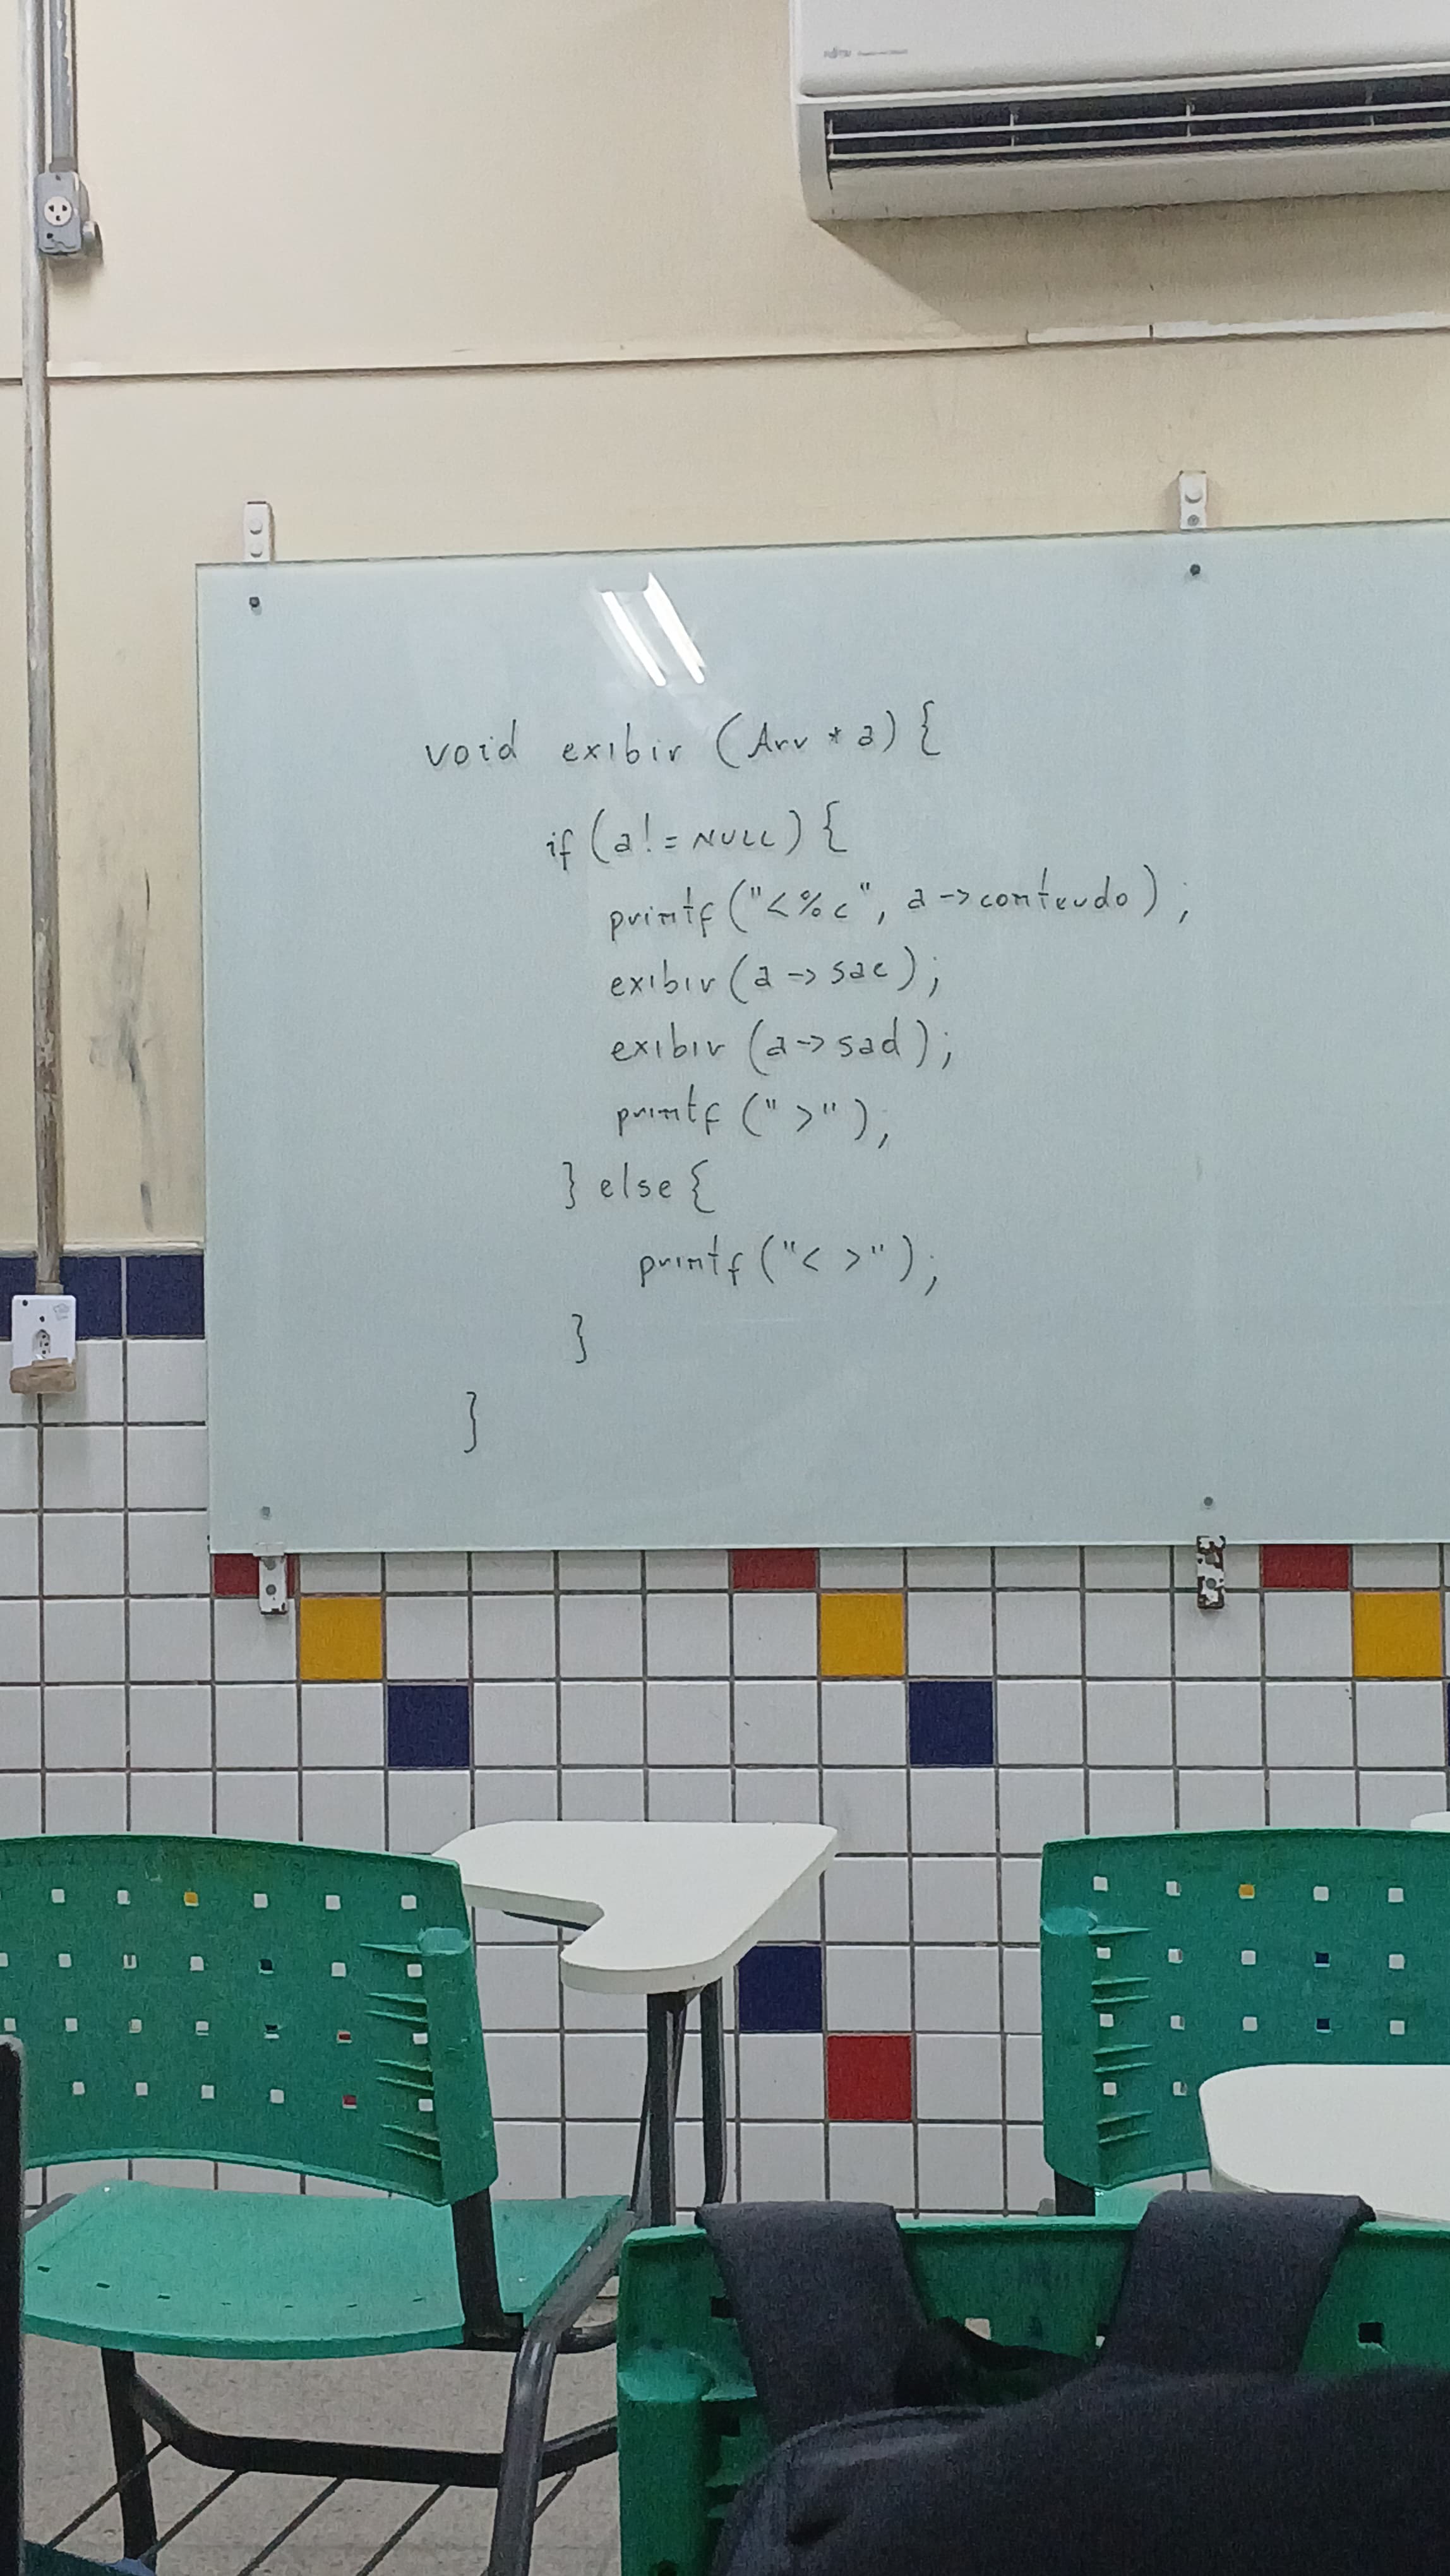 FUJITSU
void exibir (Arv * a) {
if (a != NULL) {
printf ("<%c", a -> conteudo) ;
exibir (a -> sae) ;
exibir (a -> sad) ;
printf (" >") ;
} else {
printf ("< >") ;
}
}